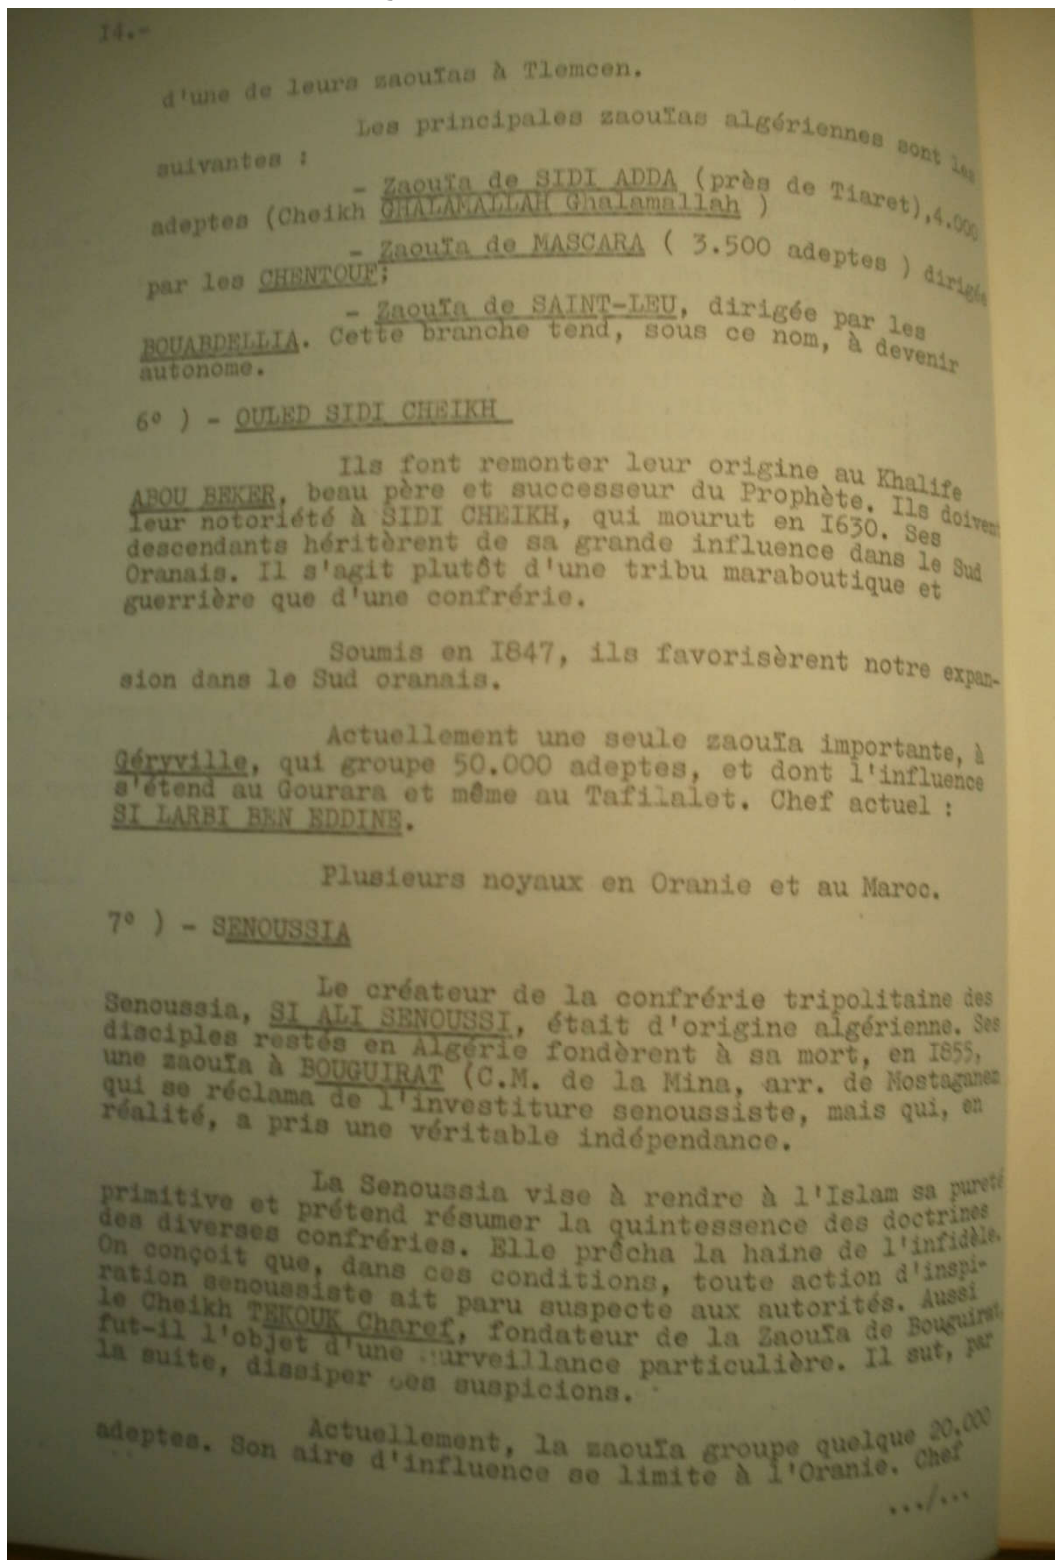 I4.-
d'une de leurs zaouïas à Tlemcen.
Les principales zaouïas algériennes sont les
suivantes :
- Zaouïa de SIDI ADDA (près de Tiaret),4.000
adeptes (Cheikh GHALAMALLAH Ghalamallah )
- Zaouïa de MASCARA ( 3.500 adeptes ) dirigée
par les CHENTOUF;
- Zaouïa de SAINT-LEU, dirigée par les
BOUABDELLIA. Cette branche tend, sous ce nom, à devenir
autonome.
6° ) - OULED SIDI CHEIKH
Ils font remonter leur origine au Khalife
ABOU BEKER, beau père et successeur du Prophète. Ils doivent
leur notoriété à SIDI CHEIKH, qui mourut en I630. Ses
descendants héritèrent de sa grande influence dans le Sud
Oranais. Il s'agit plutôt d'une tribu maraboutique et
guerrière que d'une confrérie.
Soumis en I847, ils favorisèrent notre expan-
sion dans le Sud oranais.
Actuellement une seule zaouïa importante, à
Géryville, qui groupe 50.000 adeptes, et dont l'influence
s'étend au Gourara et même au Tafilalet. Chef actuel :
SI LARBI BEN EDDINE.
Plusieurs noyaux en Oranie et au Maroc.
7° ) - SENOUSSIA
Le créateur de la confrérie tripolitaine des
Senoussia, SI ALI SENOUSSI, était d'origine algérienne. Ses
disciples restés en Algérie fondèrent à sa mort, en I855,
une zaouïa à BOUGUIRAT (C.M. de la Mina, arr. de Mostaganem
qui se réclama de l'investiture senoussiste, mais qui, en
réalité, a pris une véritable indépendance.
La Senoussia vise à rendre à l'Islam sa pureté
primitive et prétend résumer la quintessence des doctrines
des diverses confréries. Elle prêcha la haine de l'infidèle.
On conçoit que, dans ces conditions, toute action d'inspi-
ration senoussiste ait paru suspecte aux autorités. Aussi
le Cheikh TEKOUK Charef, fondateur de la Zaouïa de Bouguirat,
fut-il l'objet d'une surveillance particulière. Il sut, par
la suite, dissiper ces suspicions.
Actuellement, la zaouïa groupe quelque 20.000
adeptes. Son aire d'influence se limite à l'Oranie. Chef
.../...